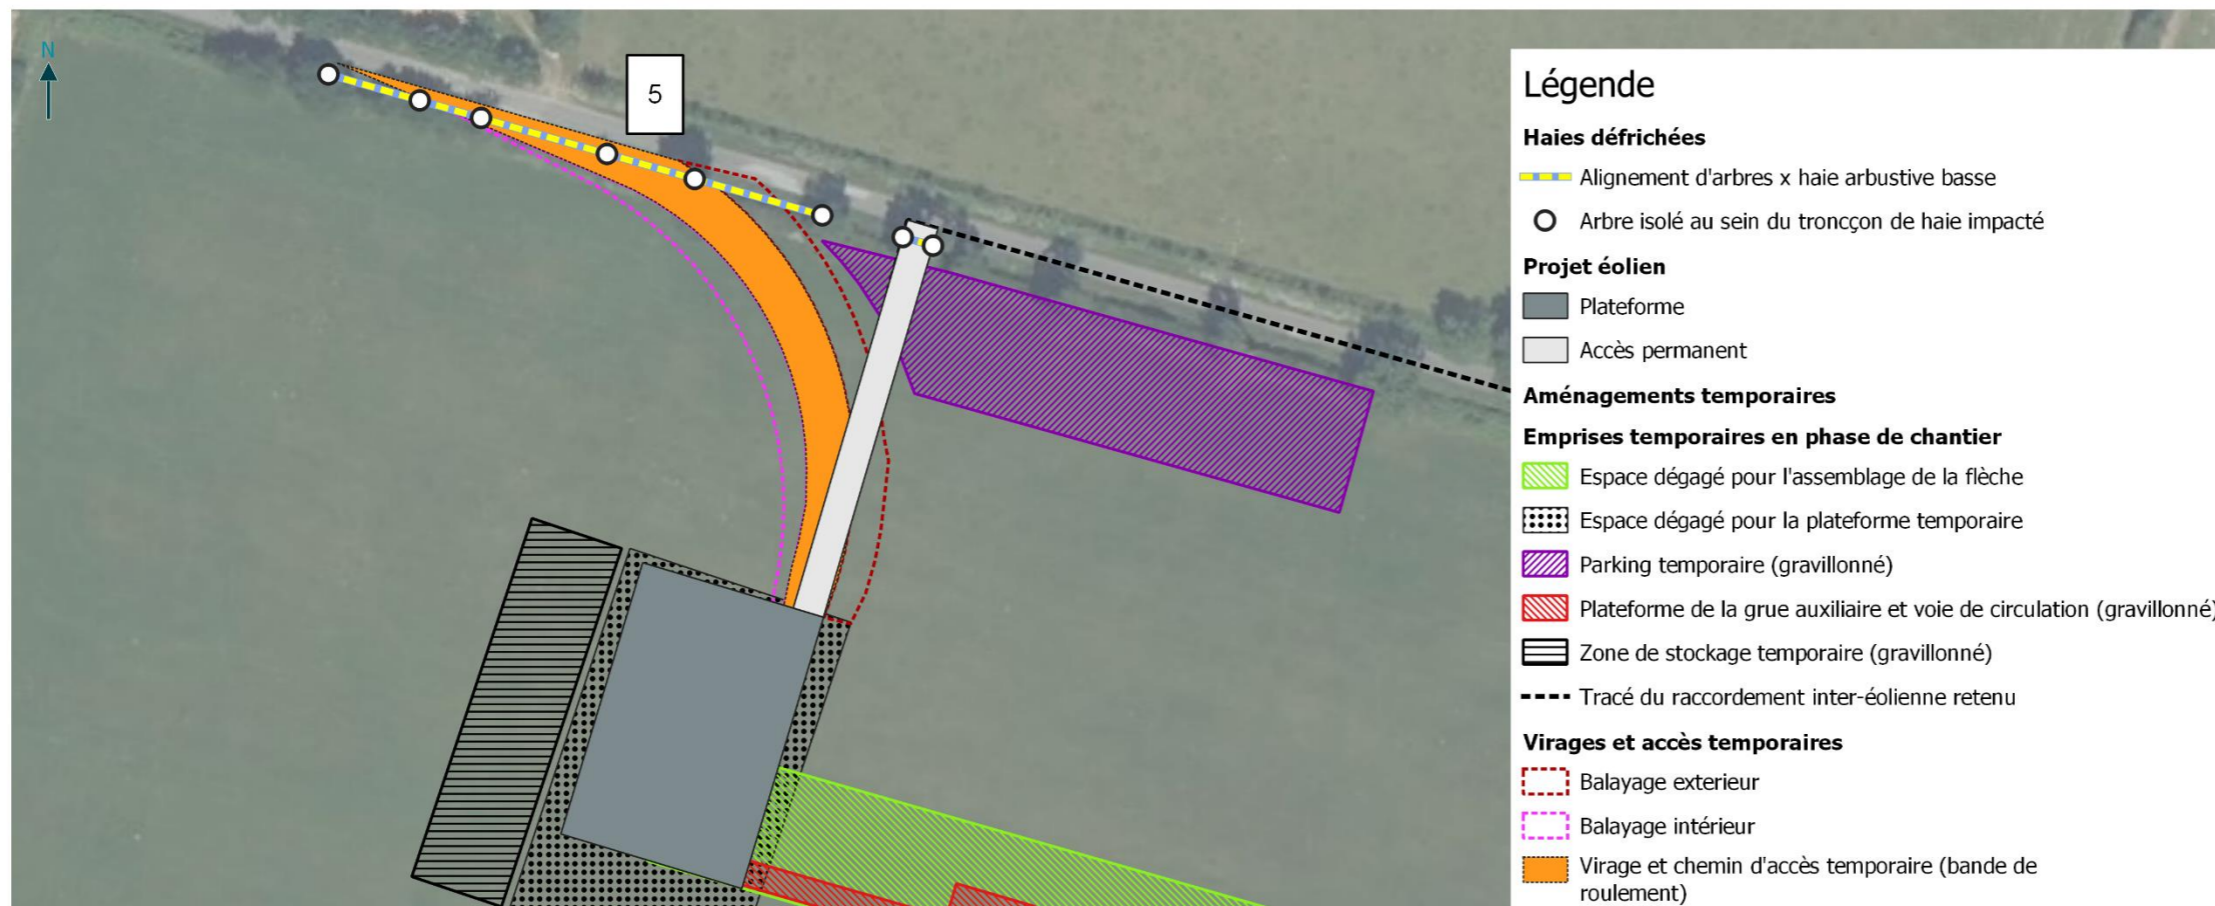 N
5
Légende
Haies défrichées
Alignement d'arbres x haie arbustive basse
Arbre isolé au sein du troncçon de haie impacté
Projet éolien
Plateforme
Accès permanent
Aménagements temporaires
Emprises temporaires en phase de chantier
Espace dégagé pour l'assemblage de la flèche
Espace dégagé pour la plateforme temporaire
Parking temporaire (gravillonné)
Plateforme de la grue auxiliaire et voie de circulation (gravillonné)
Zone de stockage temporaire (gravillonné)
Tracé du raccordement inter-éolienne retenu
Virages et accès temporaires
Balayage exterieur
Balayage intérieur
Virage et chemin d'accès temporaire (bande de
roulement)